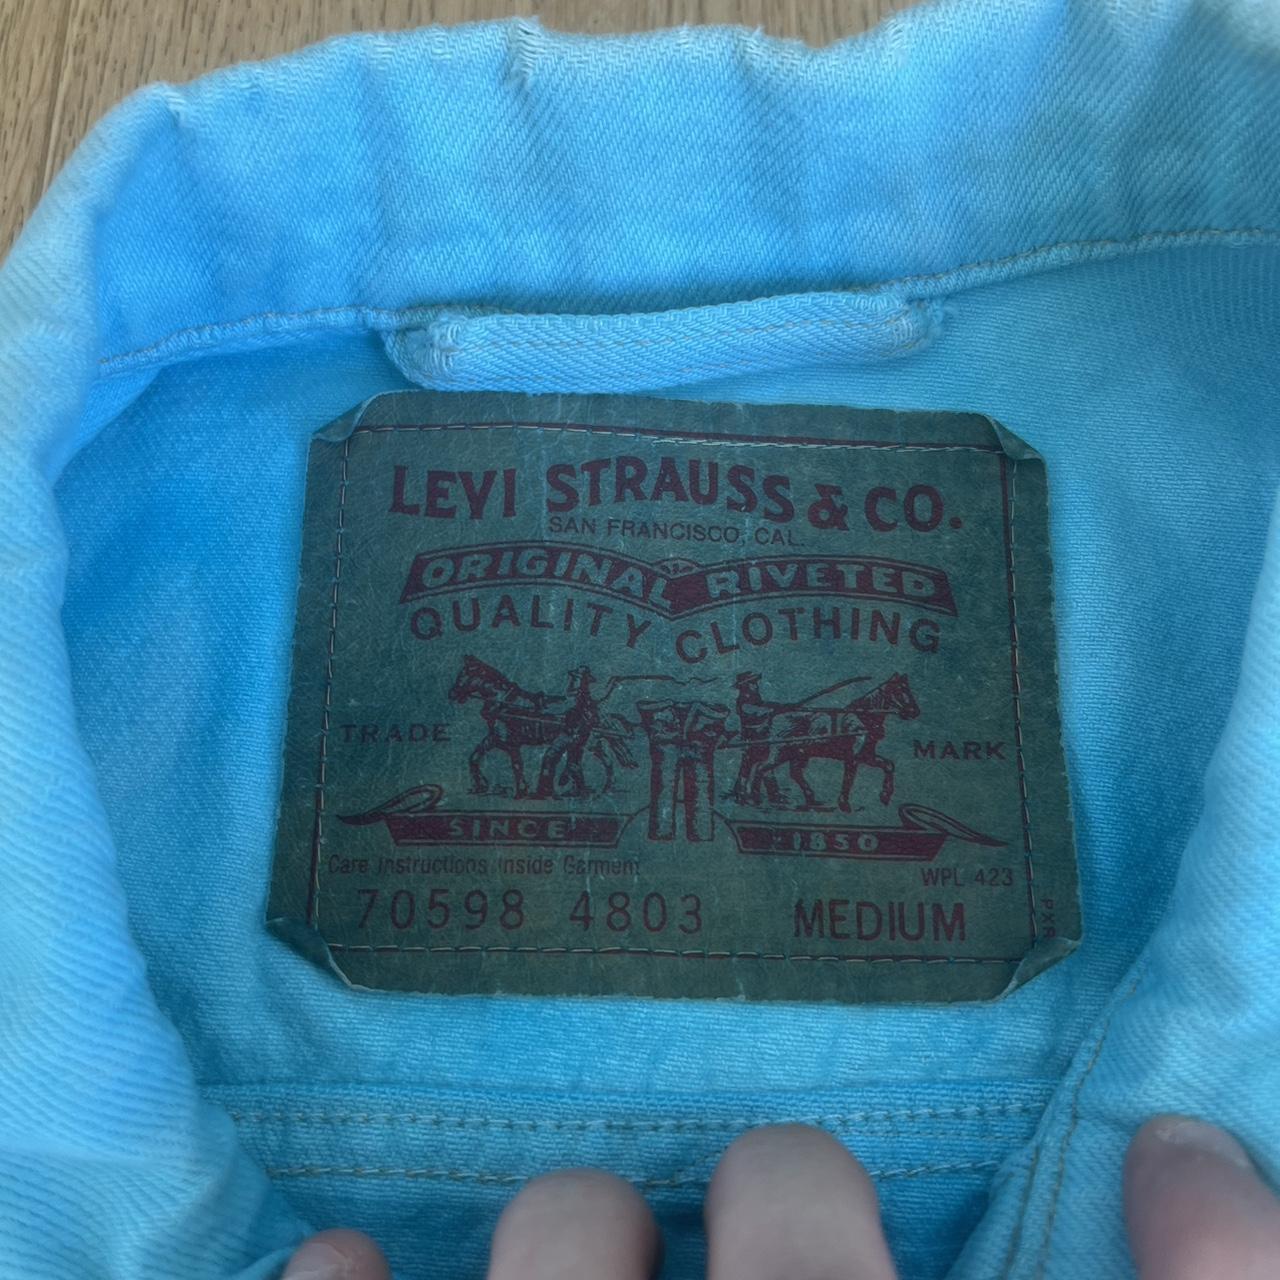 LEVI STRAUSS & CO.
SAN FRANCISCO, CAL.
ORIGINAL RIVETED
QUALITY CLOTHING
TRADE MARK
SINCE 1850
Care Instructions Inside Garment
WPL 423
70598 4803 MEDIUM